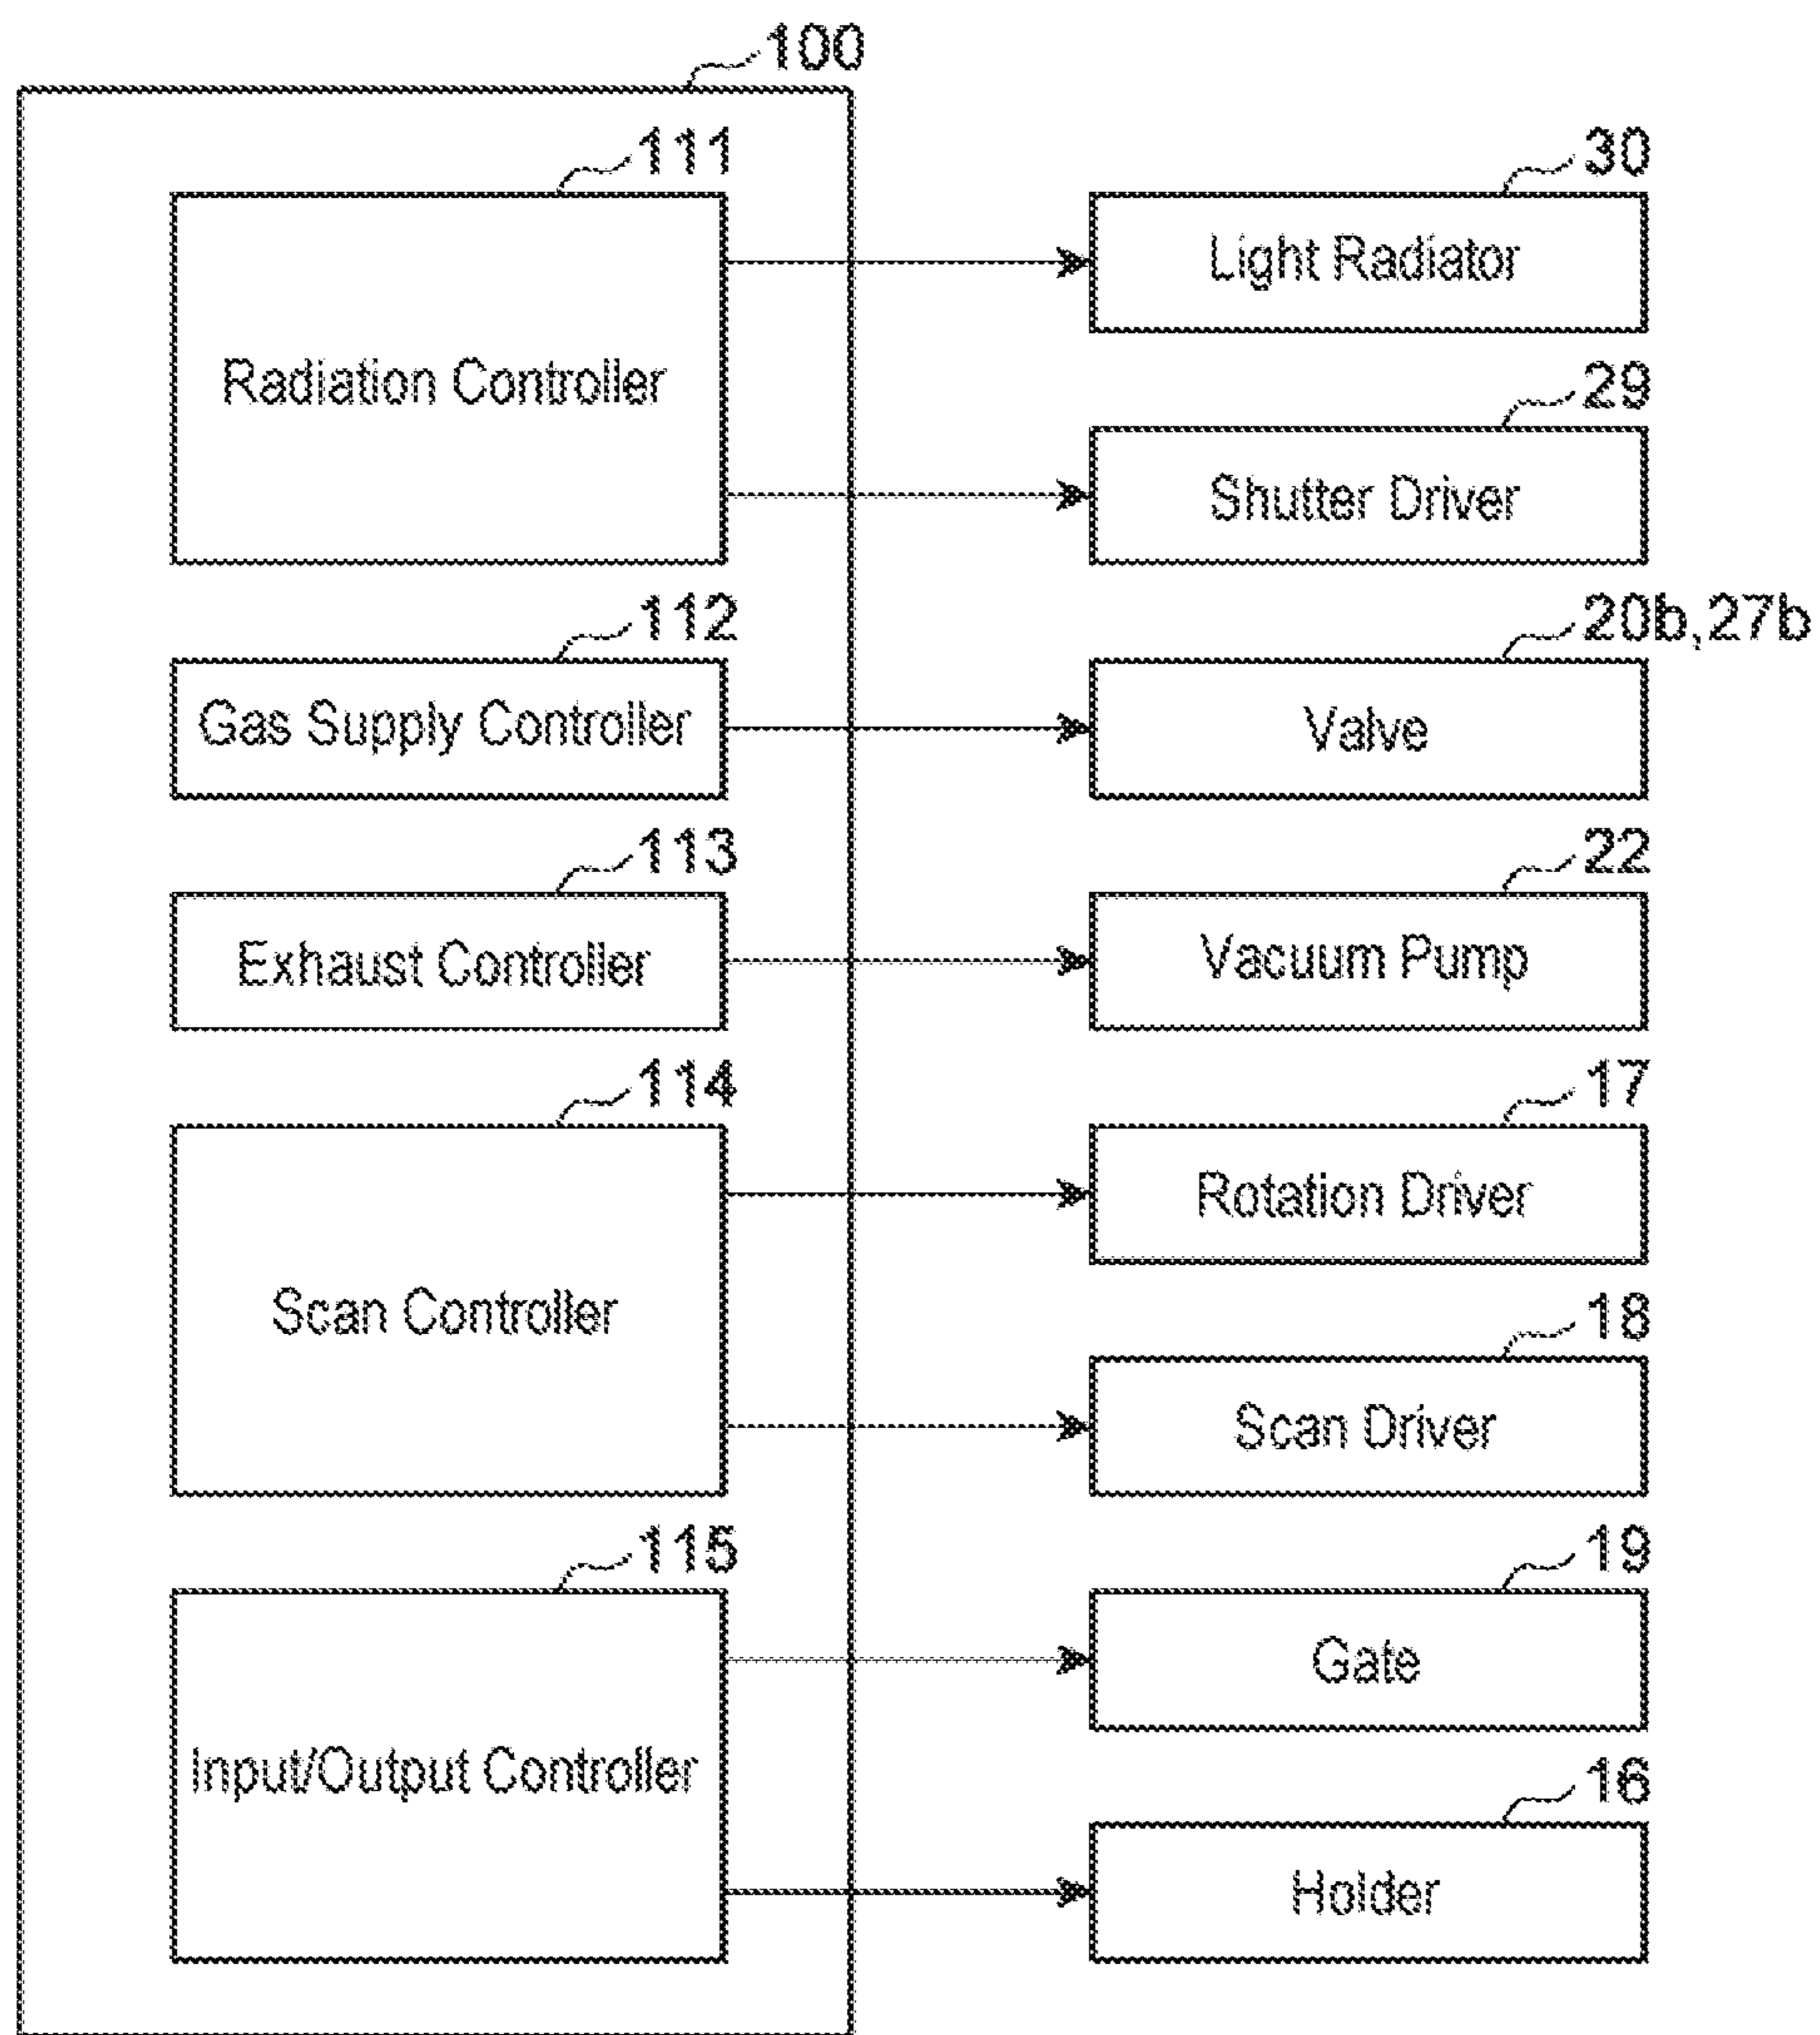 100
111
30
Light Radiator
Radiation Controller
29
Shutter Driver
112
20b,27b
Gas Supply Controller
Valve
113
22
Exhaust Controller
Vacuum Pump
114
17
Rotation Driver
Scan Controller
18
Scan Driver
115
19
Gate
Input/Output Controller
16
Holder